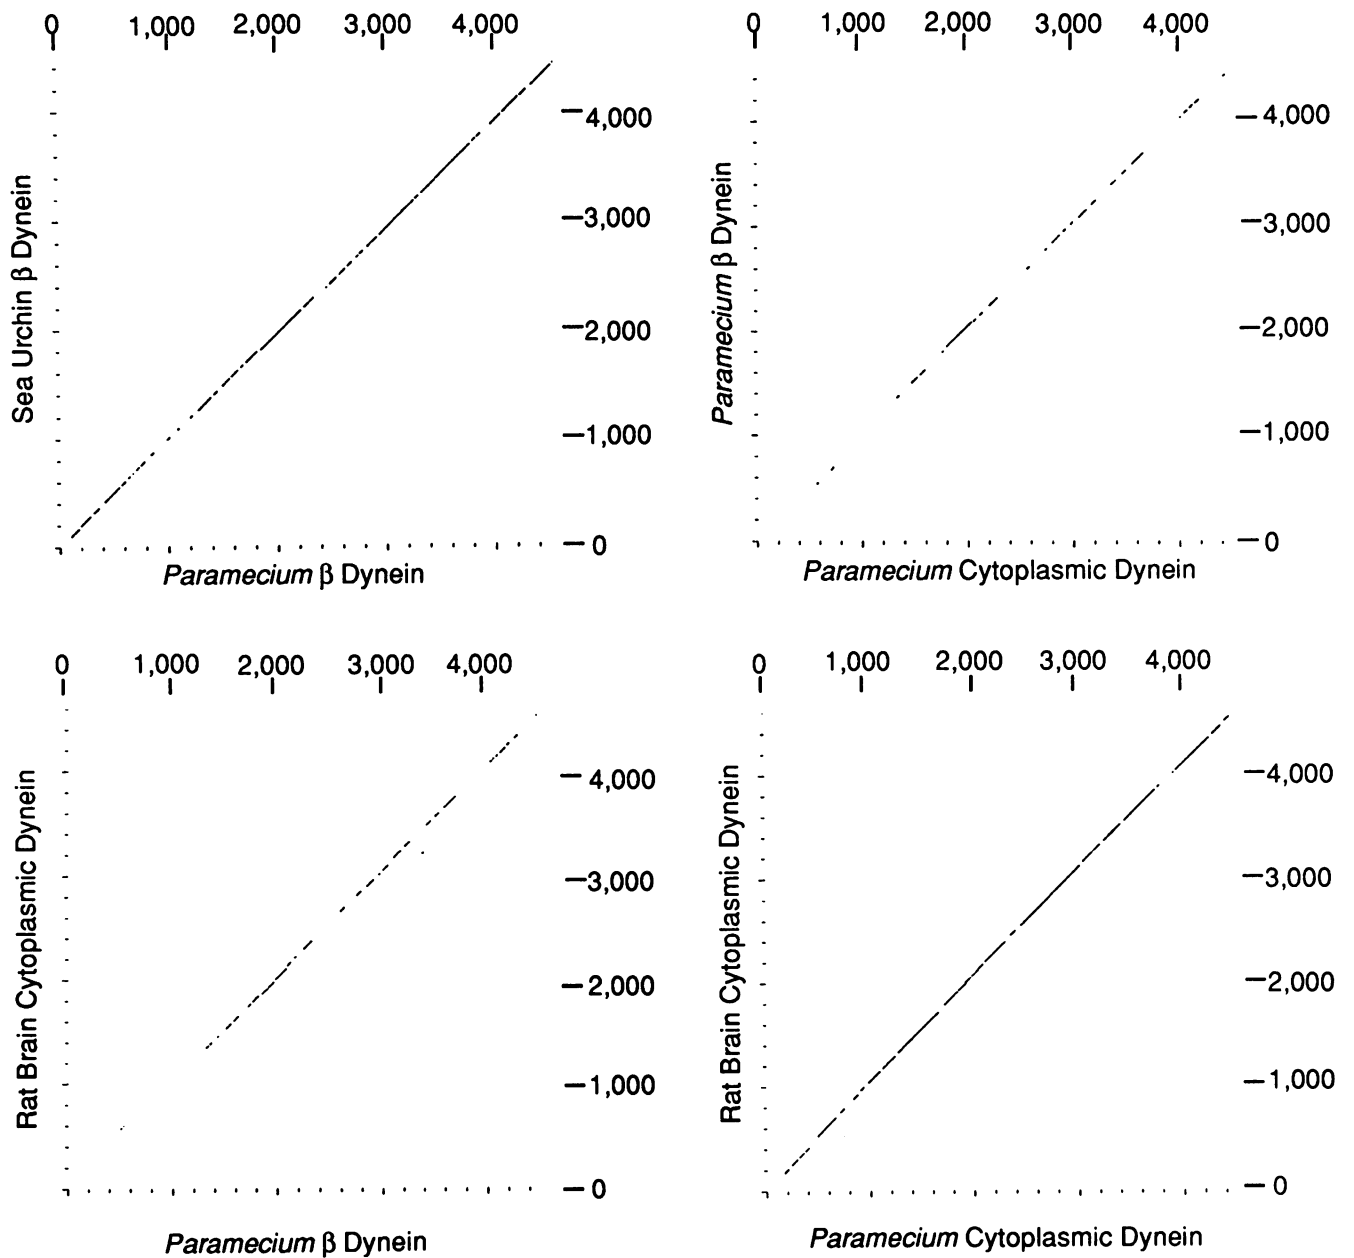 0 1,000 2,000 3,000 4,000
Sea Urchin β Dynein
4,000
3,000
2,000
1,000
0
Paramecium β Dynein
0 1,000 2,000 3,000 4,000
Paramecium β Dynein
4,000
3,000
2,000
1,000
0
Paramecium Cytoplasmic Dynein
0 1,000 2,000 3,000 4,000
Rat Brain Cytoplasmic Dynein
4,000
3,000
2,000
1,000
0
Paramecium β Dynein
0 1,000 2,000 3,000 4,000
Rat Brain Cytoplasmic Dynein
4,000
3,000
2,000
1,000
0
Paramecium Cytoplasmic Dynein